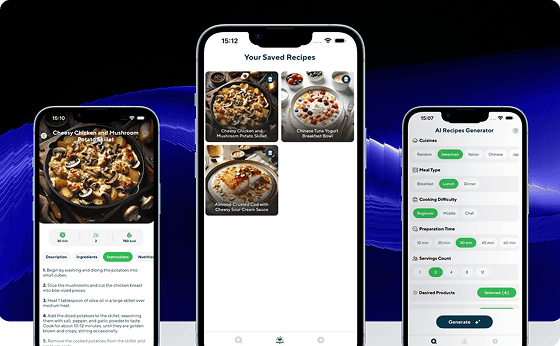 15:10
Cheesy Chicken and Mushroom
Potato Skillet
30 min
2
750 kcal
Description
Ingredients
Instructions
Nutrition
1. Begin by washing and dicing the potatoes into
small cubes.
2. Slice the mushrooms and cut the chicken breast
into bite-sized pieces.
3. Heat 1 tablespoon of olive oil in a large skillet over
medium heat.
4. Add the diced potatoes to the skillet, seasoning
them with salt, pepper, and garlic powder to taste.
Cook for about 10-12 minutes, until they are golden
brown and crispy, stirring occasionally.
5. Remove the cooked potatoes from the skillet and
15:12
Your Saved Recipes
Cheesy Chicken and
Mushroom Potato Skillet
Chinese Tuna Yogurt
Breakfast Bowl
Almond-Crusted Cod with
Cheesy Sour Cream Sauce
15:07
AI Recipes Generator
Cuisines
Random
American
Italian
Chinese
Jap
Meal Type
Breakfast
Lunch
Dinner
Cooking Difficulty
Beginner
Middle
Chef
Preparation Time
10 min
20 min
30 min
45 min
60 min
Servings Count
1
2
4
8
12
Desired Products
Generate